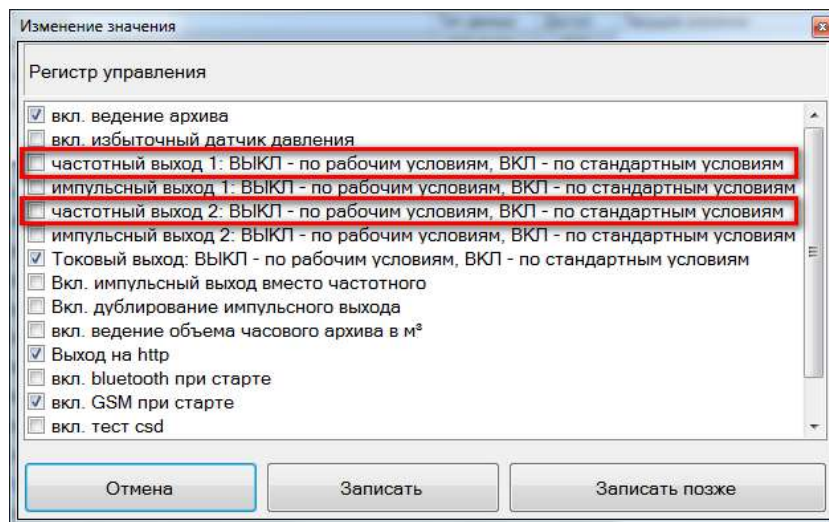 Изменение значения
Регистр управления
вкл. ведение архива
вкл. избыточный датчик давления
частотный выход 1: ВЫКЛ - по рабочим условиям, ВКЛ - по стандартным условиям
импульсный выход 1: ВЫКЛ - по рабочим условиям, ВКЛ - по стандартным условиям
частотный выход 2: ВЫКЛ - по рабочим условиям, ВКЛ - по стандартным условиям
импульсный выход 2: ВЫКЛ - по рабочим условиям, ВКЛ - по стандартным условиям
Токовый выход: ВЫКЛ - по рабочим условиям, ВКЛ - по стандартным условиям
Вкл. импульсный выход вместо частотного
Вкл. дублирование импульсного выхода
вкл. ведение объема часового архива в м³
Выход на http
вкл. bluetooth при старте
вкл. GSM при старте
вкл. тест csd
Отмена Записать Записать позже